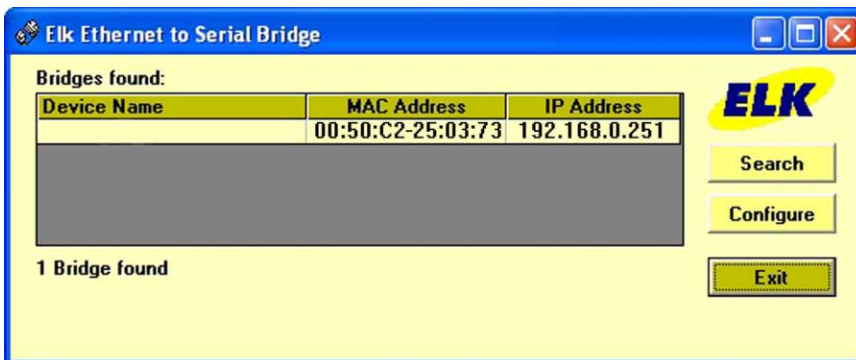 Elk Ethernet to Serial Bridge
Bridges found:
Device Name MAC Address IP Address
00:50:C2-25:03:73 192.168.0.251
ELK
Search
Configure
1 Bridge found
Exit